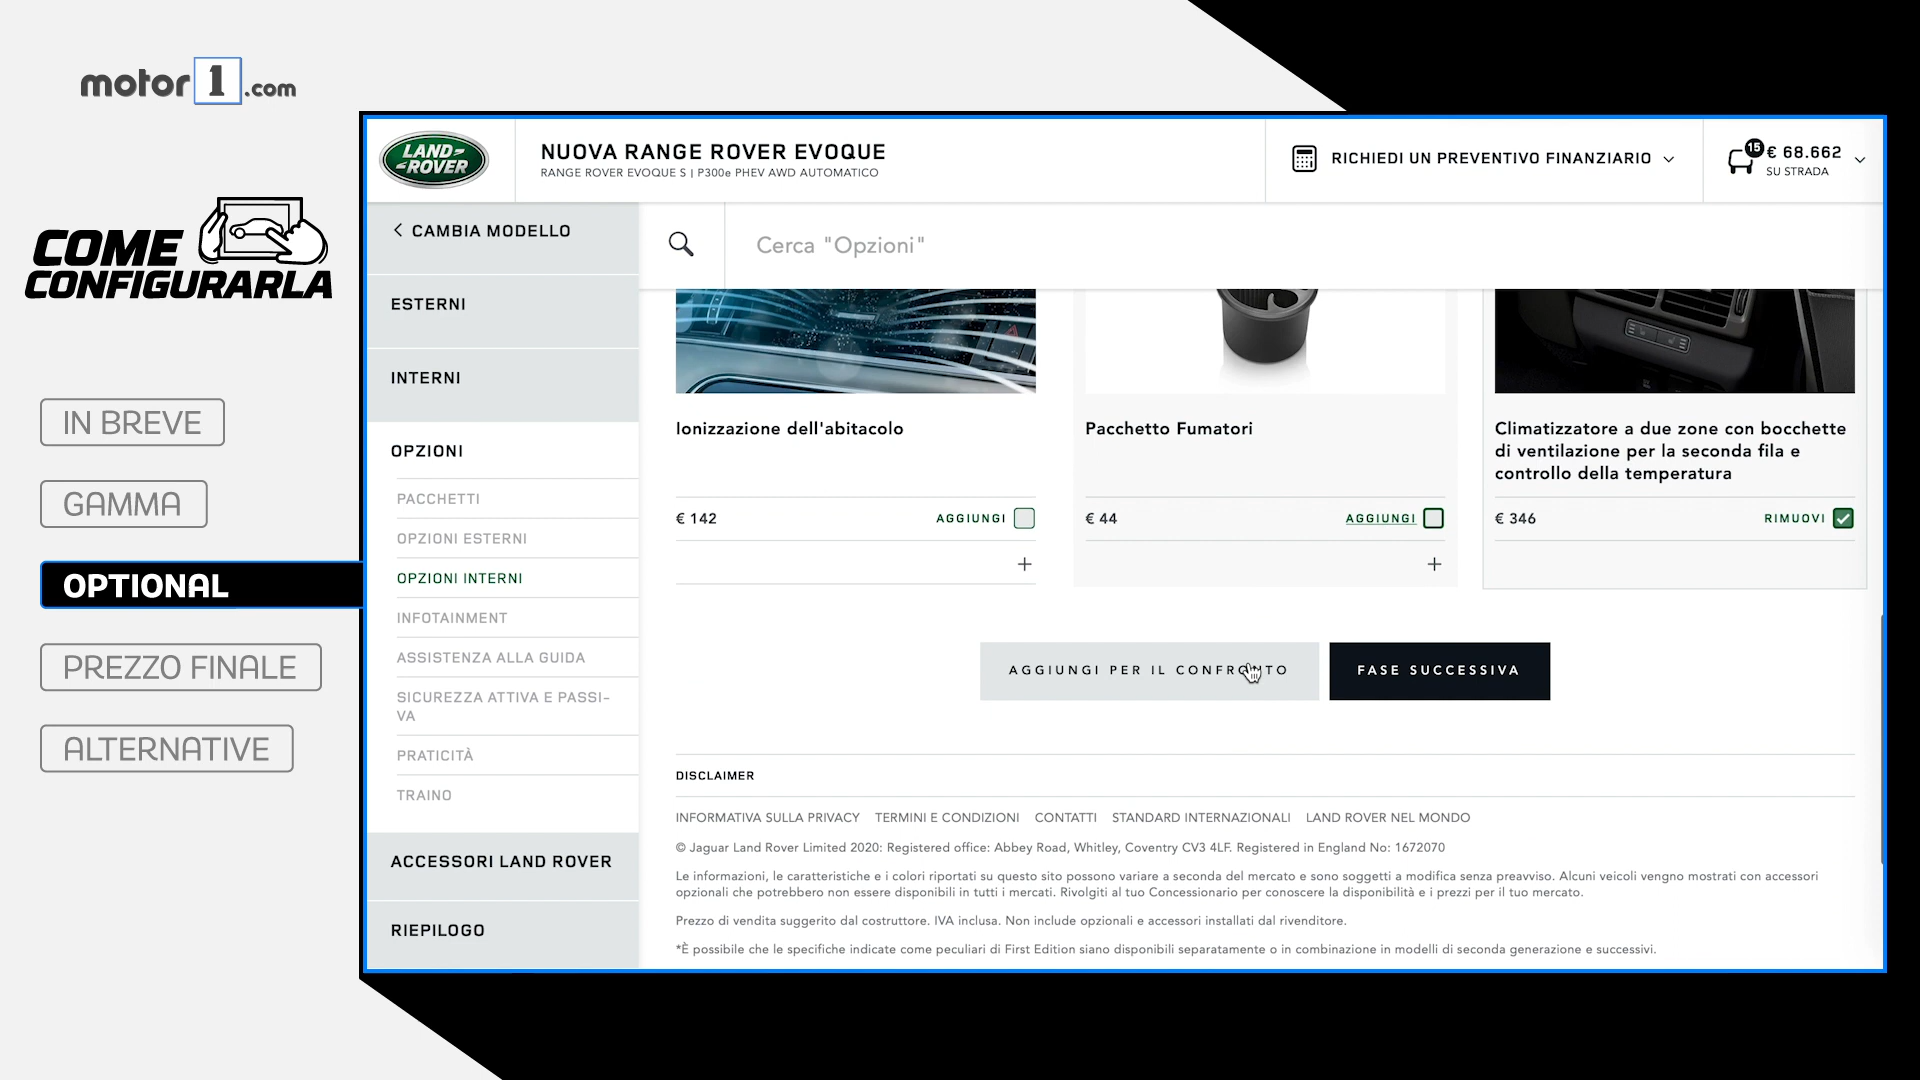 motor1.com
COME
CONFIGURARLA
IN BREVE
GAMMA
OPTIONAL
PREZZO FINALE
ALTERNATIVE
LAND-
-ROVER
NUOVA RANGE ROVER EVOQUE
RANGE ROVER EVOQUE S | P300e PHEV AWD AUTOMATICO
RICHIEDI UN PREVENTIVO FINANZIARIO
15
€ 68.662
SU STRADA
CAMBIA MODELLO
ESTERNI
INTERNI
OPZIONI
PACCHETTI
OPZIONI ESTERNI
OPZIONI INTERNI
INFOTAINMENT
ASSISTENZA ALLA GUIDA
SICUREZZA ATTIVA E PASSI-
VA
PRATICITÀ
TRAINO
ACCESSORI LAND ROVER
RIEPILOGO
Cerca "Opzioni"
Ionizzazione dell'abitacolo
€ 142
AGGIUNGI
+
Pacchetto Fumatori
€ 44
AGGIUNGI
+
Climatizzatore a due zone con bocchette
di ventilazione per la seconda fila e
controllo della temperatura
€ 346
RIMUOVI
AGGIUNGI PER IL CONFRONTO
FASE SUCCESSIVA
DISCLAIMER
INFORMATIVA SULLA PRIVACY TERMINI E CONDIZIONI CONTATTI STANDARD INTERNAZIONALI LAND ROVER NEL MONDO
© Jaguar Land Rover Limited 2020: Registered office: Abbey Road, Whitley, Coventry CV3 4LF. Registered in England No: 1672070
Le informazioni, le caratteristiche e i colori riportati su questo sito possono variare a seconda del mercato e sono soggetti a modifica senza preavviso. Alcuni veicoli vengno mostrati con accessori
opzionali che potrebbero non essere disponibili in tutti i mercati. Rivolgiti al tuo Concessionario per conoscere la disponibilità e i prezzi per il tuo mercato.
Prezzo di vendita suggerito dal costruttore. IVA inclusa. Non include opzionali e accessori installati dal rivenditore.
*È possibile che le specifiche indicate come peculiari di First Edition siano disponibili separatamente o in combinazione in modelli di seconda generazione e successivi.